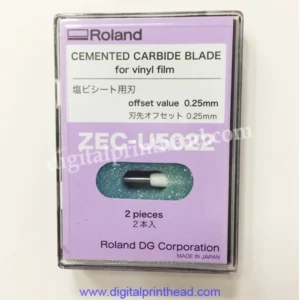 Roland
CEMENTED CARBIDE BLADE
for vinyl film
塩ビシート用刃
offset value 0.25mm
刃先オフセット 0.25mm
ZEC-U5022
digitalprinthead.com
2 pieces
2本入
Roland DG Corporation
MADE IN JAPAN
www.digitalprinthead.com